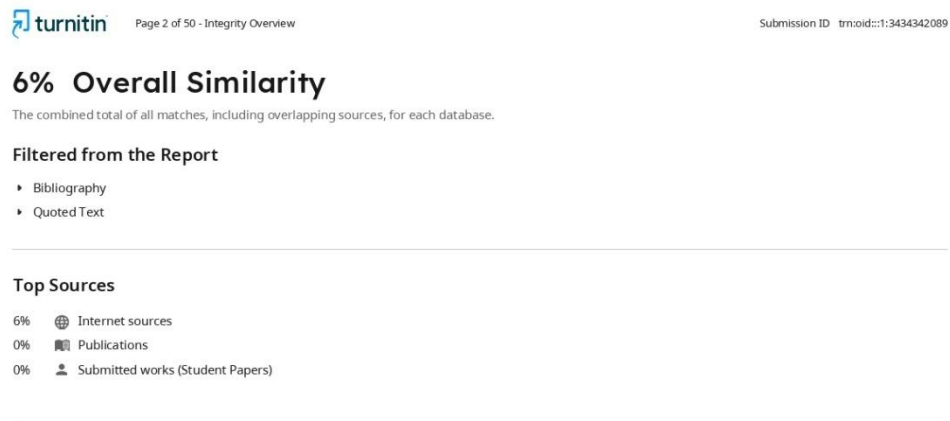 turnitin Page 2 of 50 - Integrity Overview Submission ID trn:oid:::1:3434342089
6% Overall Similarity
The combined total of all matches, including overlapping sources, for each database.
Filtered from the Report
Bibliography
Quoted Text
Top Sources
6% Internet sources
0% Publications
0% Submitted works (Student Papers)